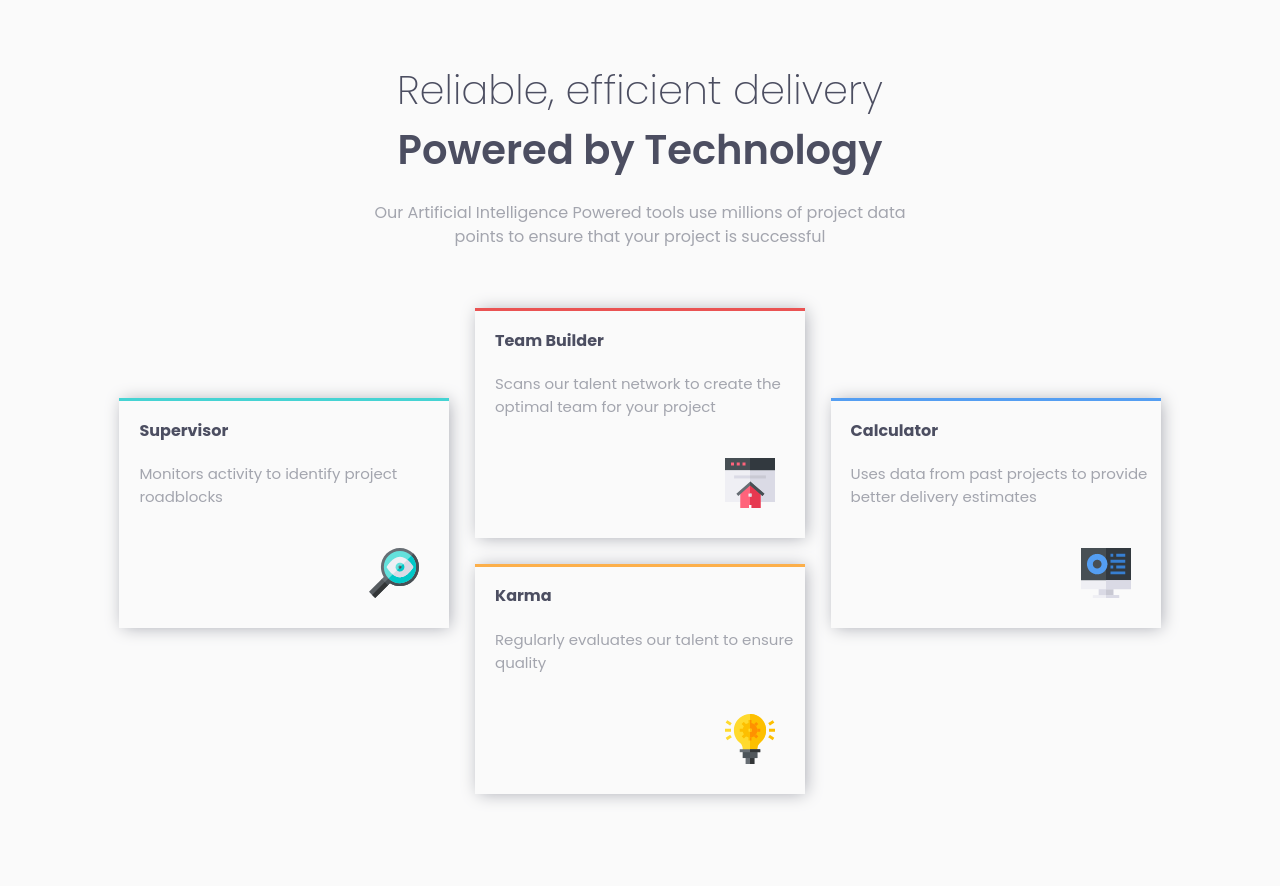 Reliable, efficient delivery
Powered by Technology
Our Artificial Intelligence Powered tools use millions of project data
points to ensure that your project is successful
Supervisor
Monitors activity to identify project
roadblocks
Team Builder
Scans our talent network to create the
optimal team for your project
Karma
Regularly evaluates our talent to ensure
quality
Calculator
Uses data from past projects to provide
better delivery estimates